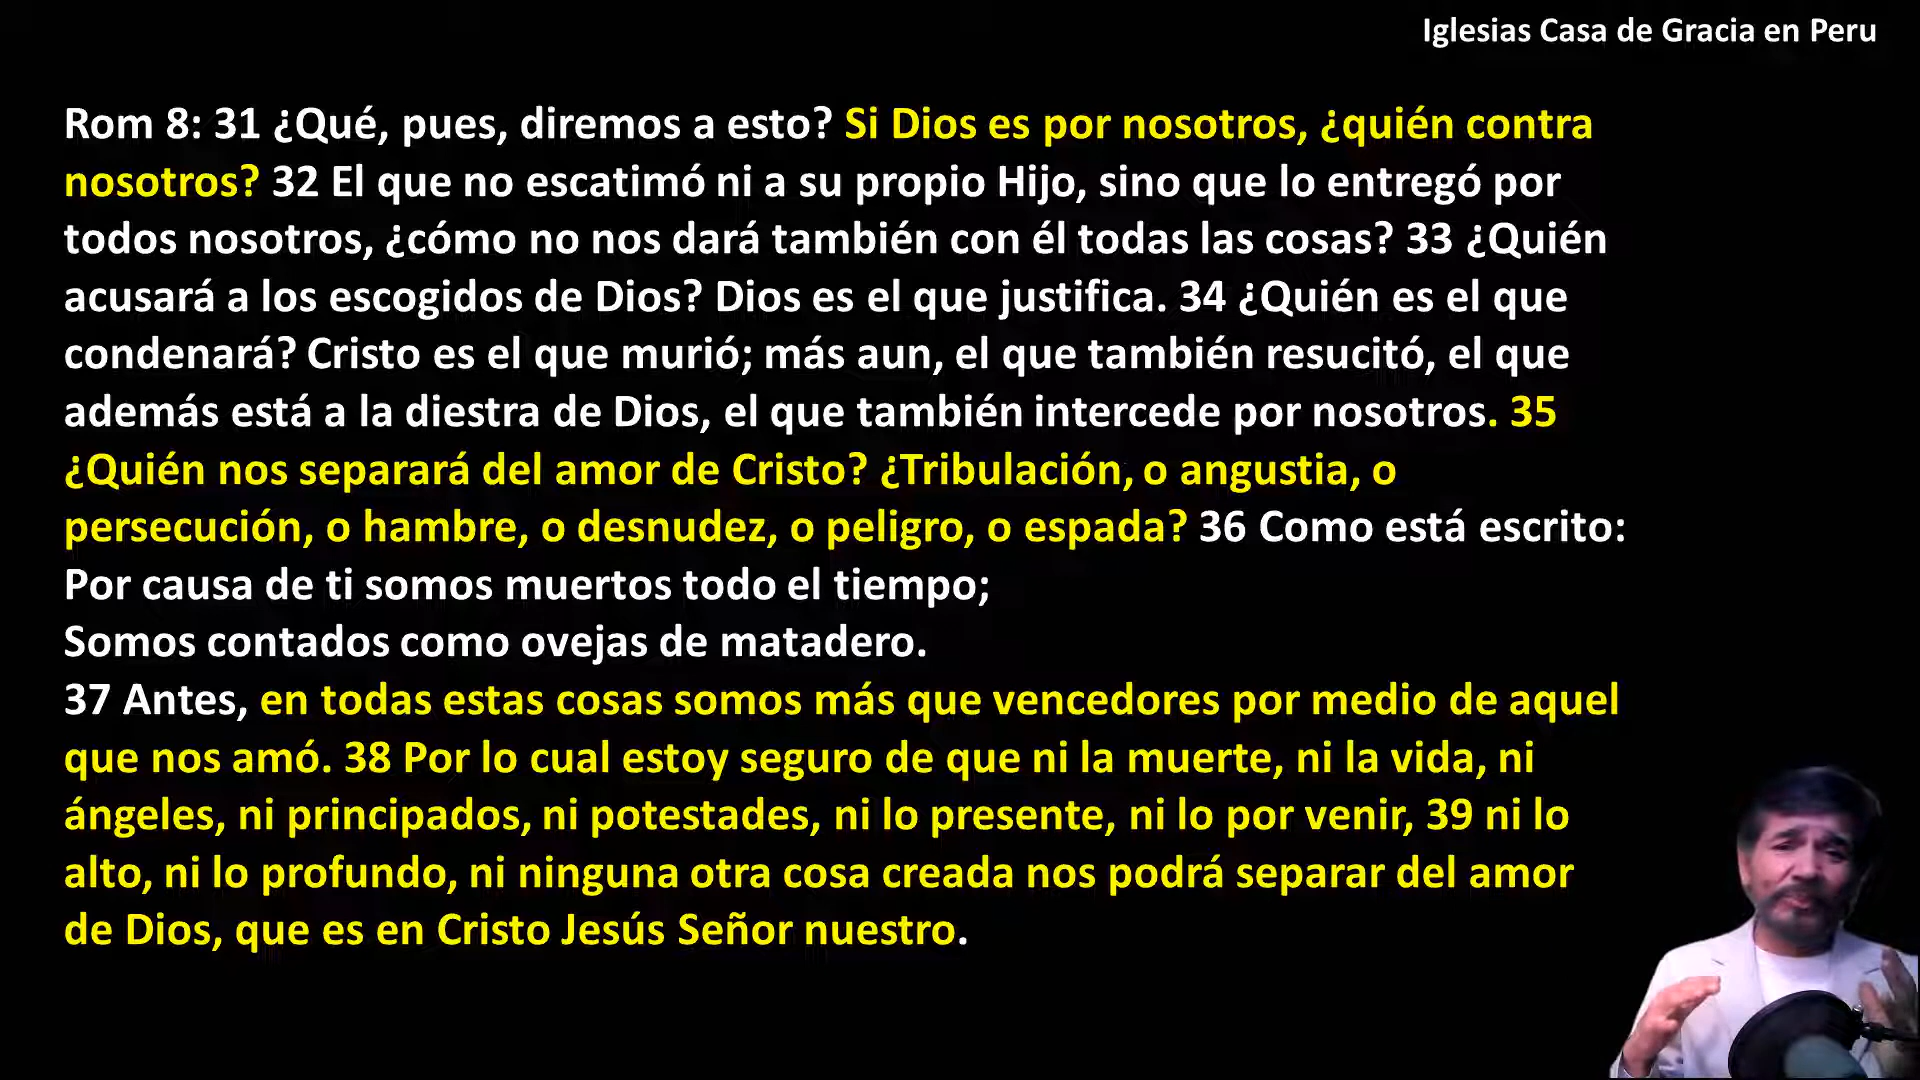 Iglesias Casa de Gracia en Peru
Rom 8: 31 ¿Qué, pues, diremos a esto? Si Dios es por nosotros, ¿quién contra
nosotros? 32 El que no escatimó ni a su propio Hijo, sino que lo entregó por
todos nosotros, ¿cómo no nos dará también con él todas las cosas? 33 ¿Quién
acusará a los escogidos de Dios? Dios es el que justifica. 34 ¿Quién es el que
condenará? Cristo es el que murió; más aun, el que también resucitó, el que
además está a la diestra de Dios, el que también intercede por nosotros. 35
¿Quién nos separará del amor de Cristo? ¿Tribulación, o angustia, o
persecución, o hambre, o desnudez, o peligro, o espada? 36 Como está escrito:
Por causa de ti somos muertos todo el tiempo;
Somos contados como ovejas de matadero.
37 Antes, en todas estas cosas somos más que vencedores por medio de aquel
que nos amó. 38 Por lo cual estoy seguro de que ni la muerte, ni la vida, ni
ángeles, ni principados, ni potestades, ni lo presente, ni lo por venir, 39 ni lo
alto, ni lo profundo, ni ninguna otra cosa creada nos podrá separar del amor
de Dios, que es en Cristo Jesús Señor nuestro.